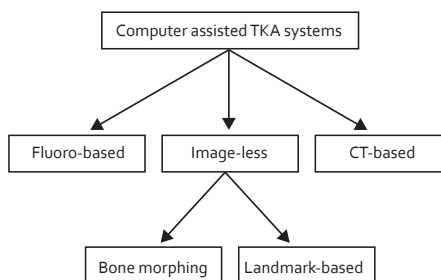 Computer assisted TKA systems
Fluoro-based
Image-less
CT-based
Bone morphing
Landmark-based